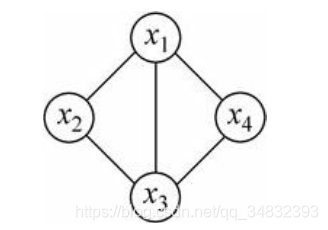 x₁
x₂ x₄
x₃
https://blog.csdn.net/qq_34832393